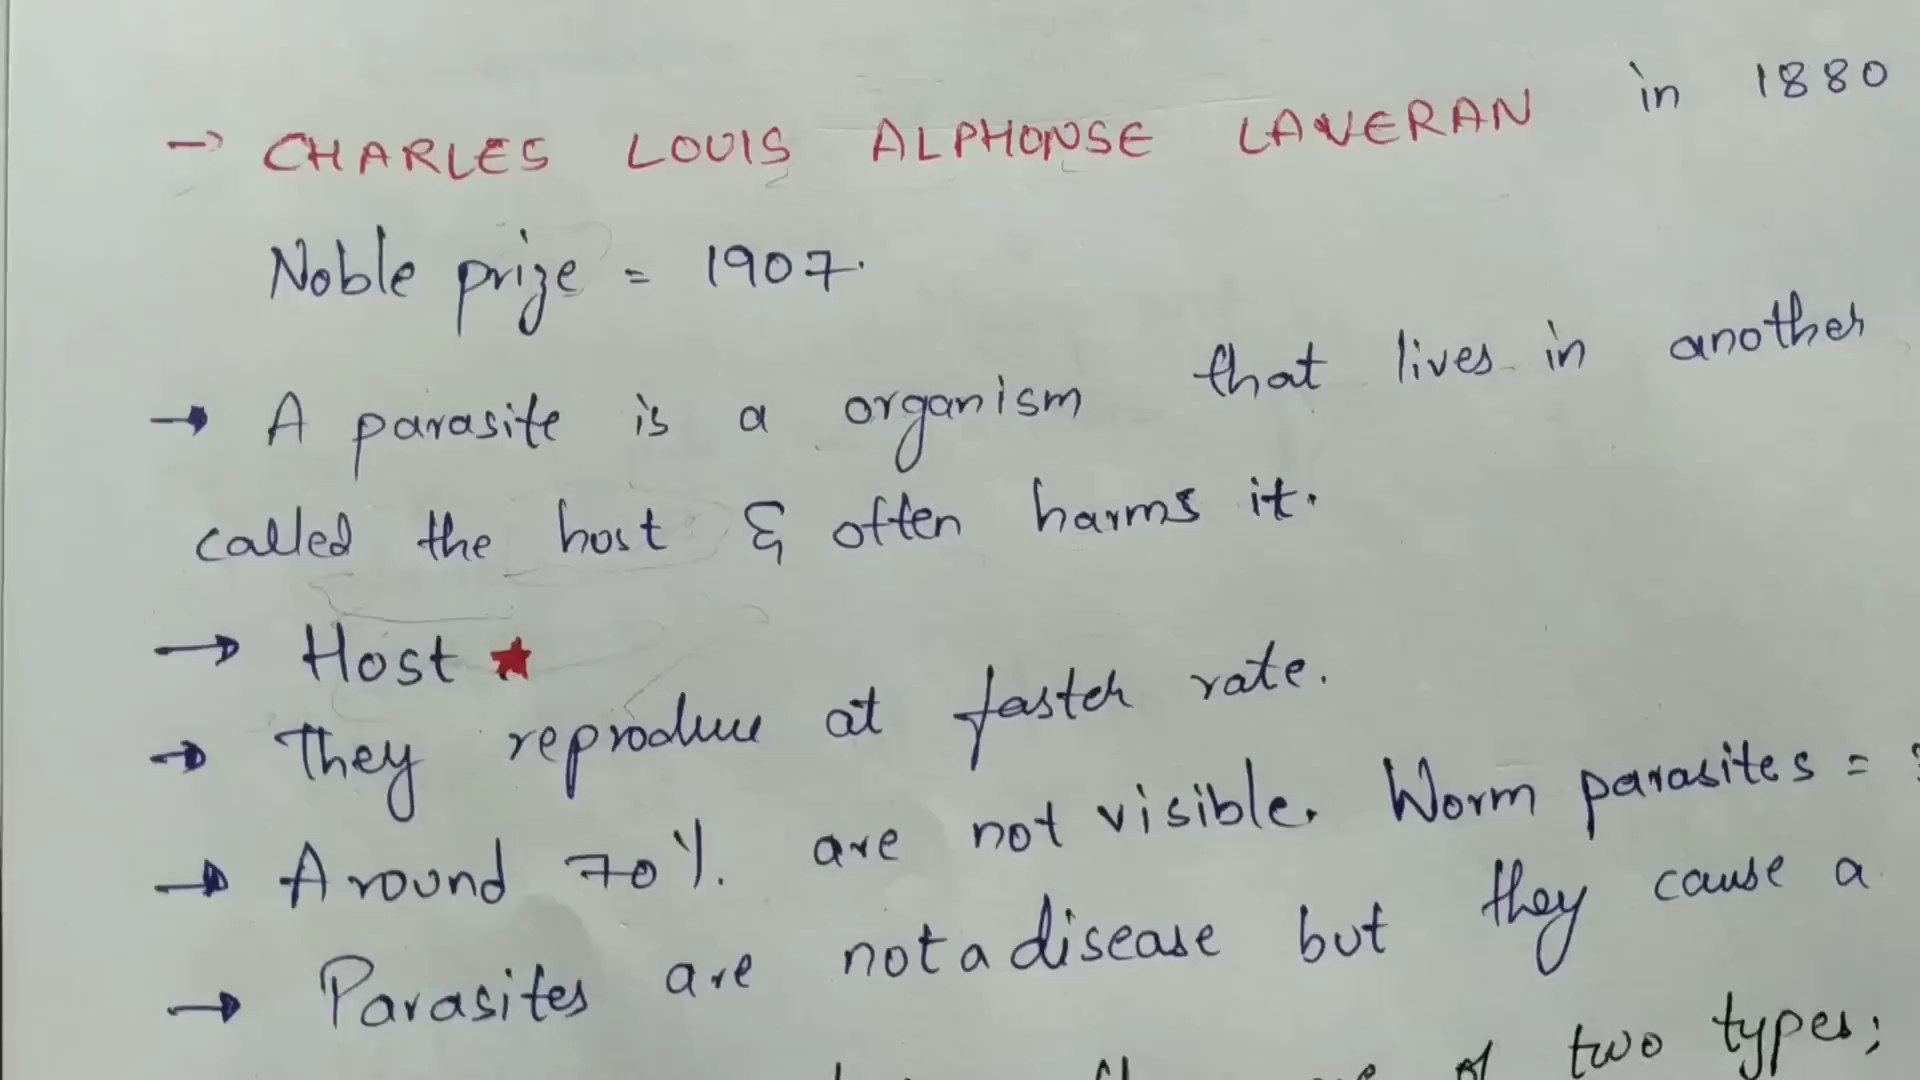 → CHARLES LOUIS ALPHONSE LAVERAN in 1880
Noble prize = 1907.
→ A parasite is a organism that lives in another
called the host & often harms it.
→ Host ★
→ They reproduce at faster rate.
→ Around 70% are not visible. Worm parasites =
→ Parasites are not a disease but they cause a
of two types;